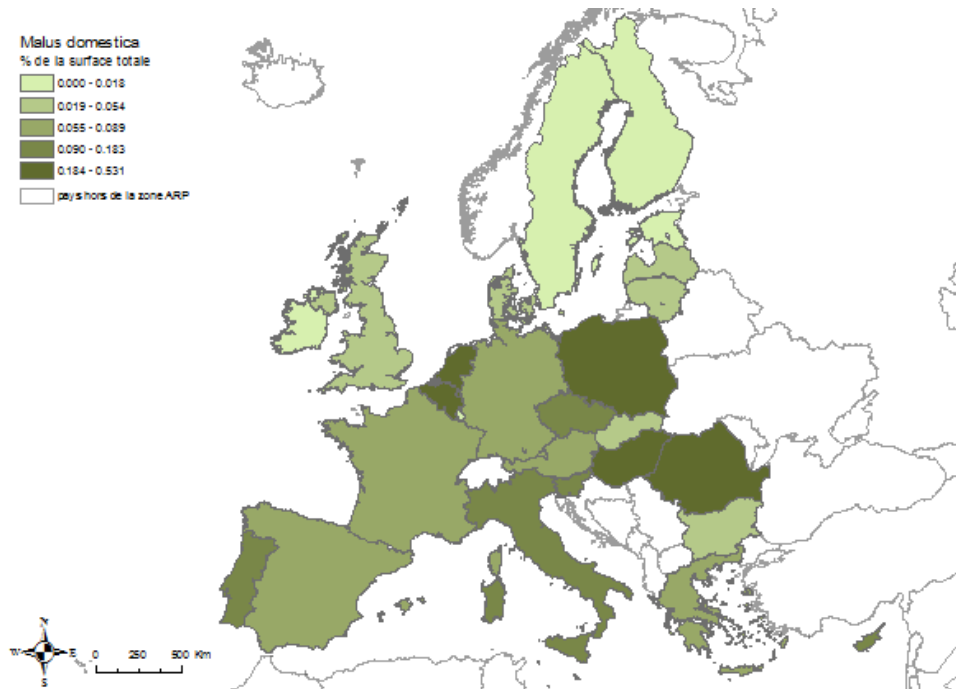 Malus domestica
% de la surface totale
0.000 - 0.018
0.019 - 0.054
0.055 - 0.089
0.090 - 0.183
0.184 - 0.531
pays hors de la zone ARP
N
W E
S
0 250 500 Km